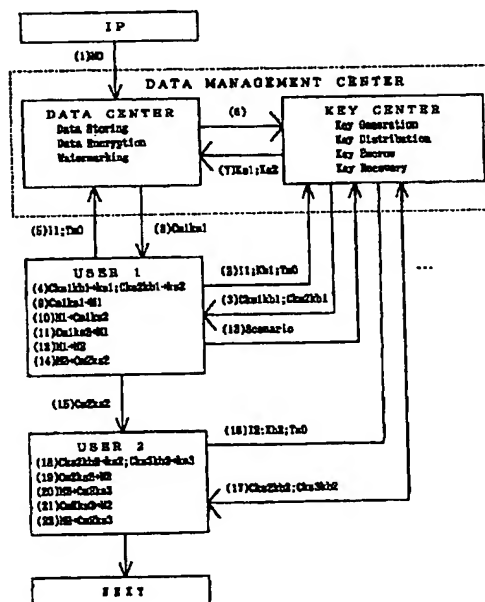 IP
(1)M0
DATA MANAGEMENT CENTER
DATA CENTER
Data Storing
Data Encryption
Watermarking
(6)
(7)Ks1;Ks2
KEY CENTER
Key Generation
Key Distribution
Key Escrow
Key Recovery
(5)I1;Tm0
(8)Cm1ks1
...
USER 1
(4)Cks1kb1→ks1;Cks2kb1→ks2
(9)Cm1ks1→M1
(10)M1→Cm1ks2
(11)Cm1ks2→M1
(12)M1→M2
(14)M2→Cm2ks2
(2)I1;Kb1;Tm0
(3)Cks1kb1;Cks2kb1
(13)Scenario
(15)Cm2ks2
USER 2
(18)Cks2kb2→ks2;Cks3kb2→ks3
(19)Cm2ks2→M2
(20)M2→Cm2ks3
(21)Cm2ks3→M2
(22)M2→Cm2ks3
(16)I2;Kb2;Tm0
(17)Cks2kb2;Cks3kb2
NEXT